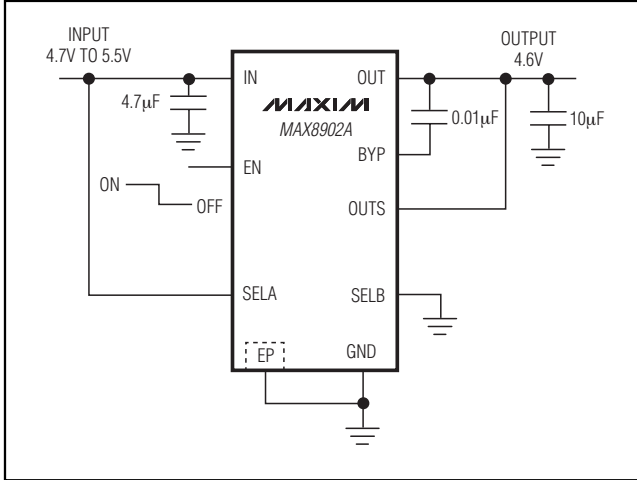 INPUT
4.7V TO 5.5V
OUTPUT
4.6V
IN
OUT
4.7μF
MAXIM
MAX8902A
0.01μF
10μF
BYP
EN
ON
OFF
OUTS
SELA
SELB
EP
GND